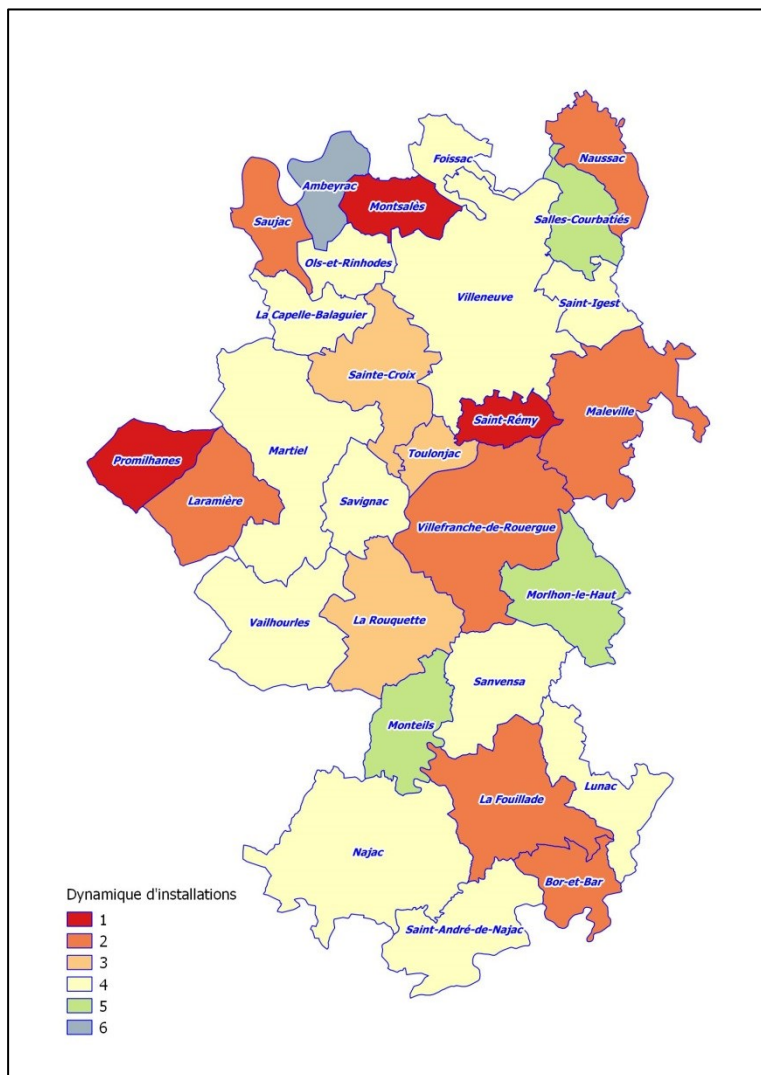 Foissac
Naussac
Ambeyrac
Montsalès
Saujac
Salles-Courbatiés
Ols-et-Rinhodes
Villeneuve
Saint-Igest
La Capelle-Balaguier
Sainte-Croix
Maleville
Saint-Rémy
Martiel
Toulonjac
Promilhanes
Laramière
Savignac
Villefranche-de-Rouergue
Morlhon-le-Haut
Vailhourles
La Rouquette
Sanvensa
Monteils
Lunac
La Fouillade
Najac
Bor-et-Bar
Saint-André-de-Najac
Dynamique d'installations
1
2
3
4
5
6